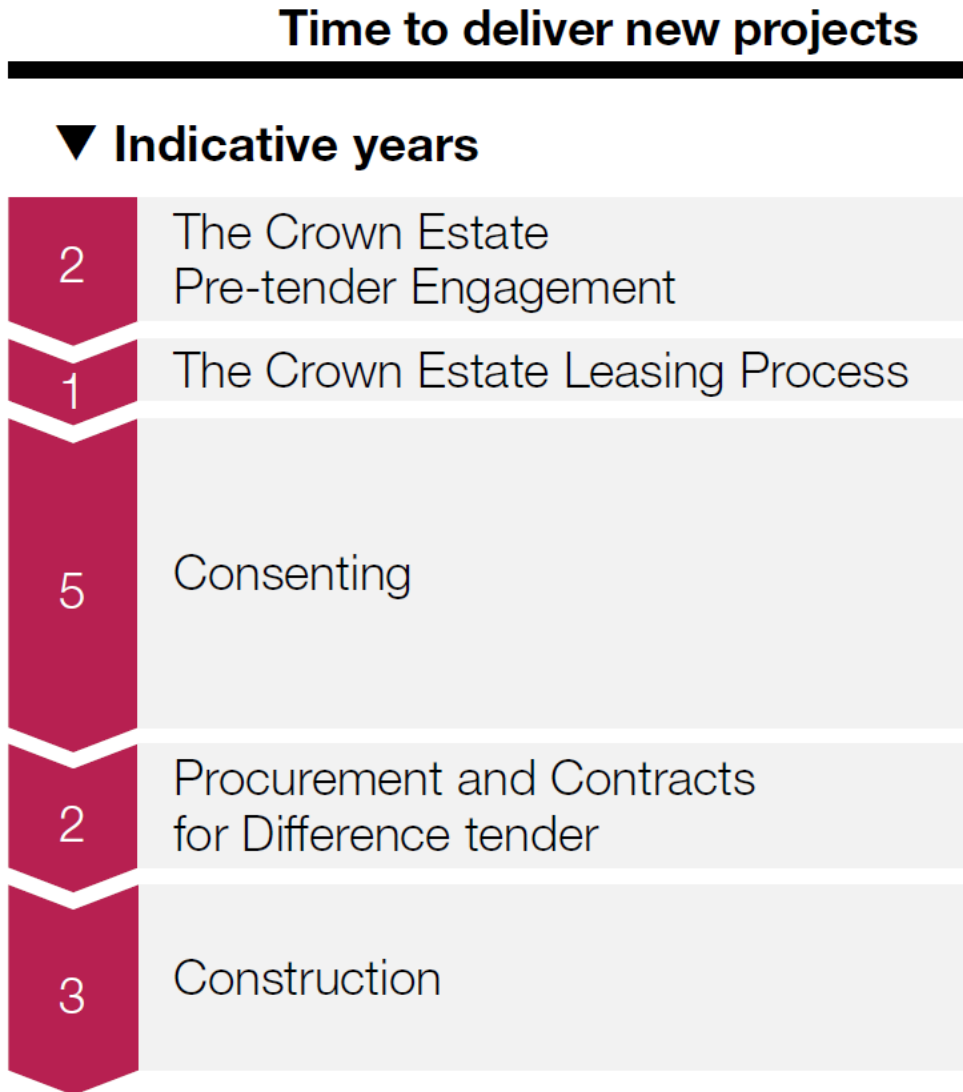 Time to deliver new projects
▼ Indicative years
2
The Crown Estate
Pre-tender Engagement
1
The Crown Estate Leasing Process
5
Consenting
2
Procurement and Contracts
for Difference tender
3
Construction